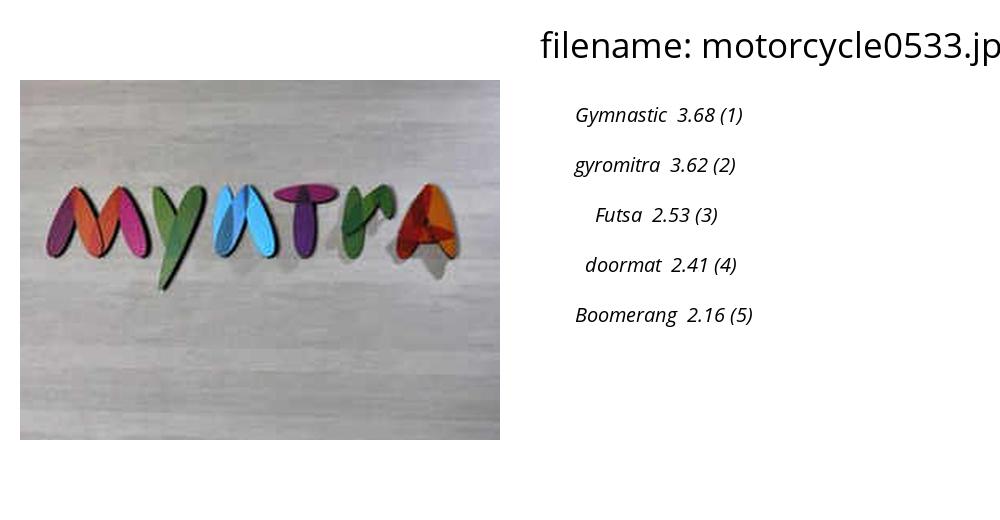 filename: motorcycle0533.jp
MYNTRA
Gymnastic 3.68 (1)
gyromitra 3.62 (2)
Futsa 2.53 (3)
doormat 2.41 (4)
Boomerang 2.16 (5)